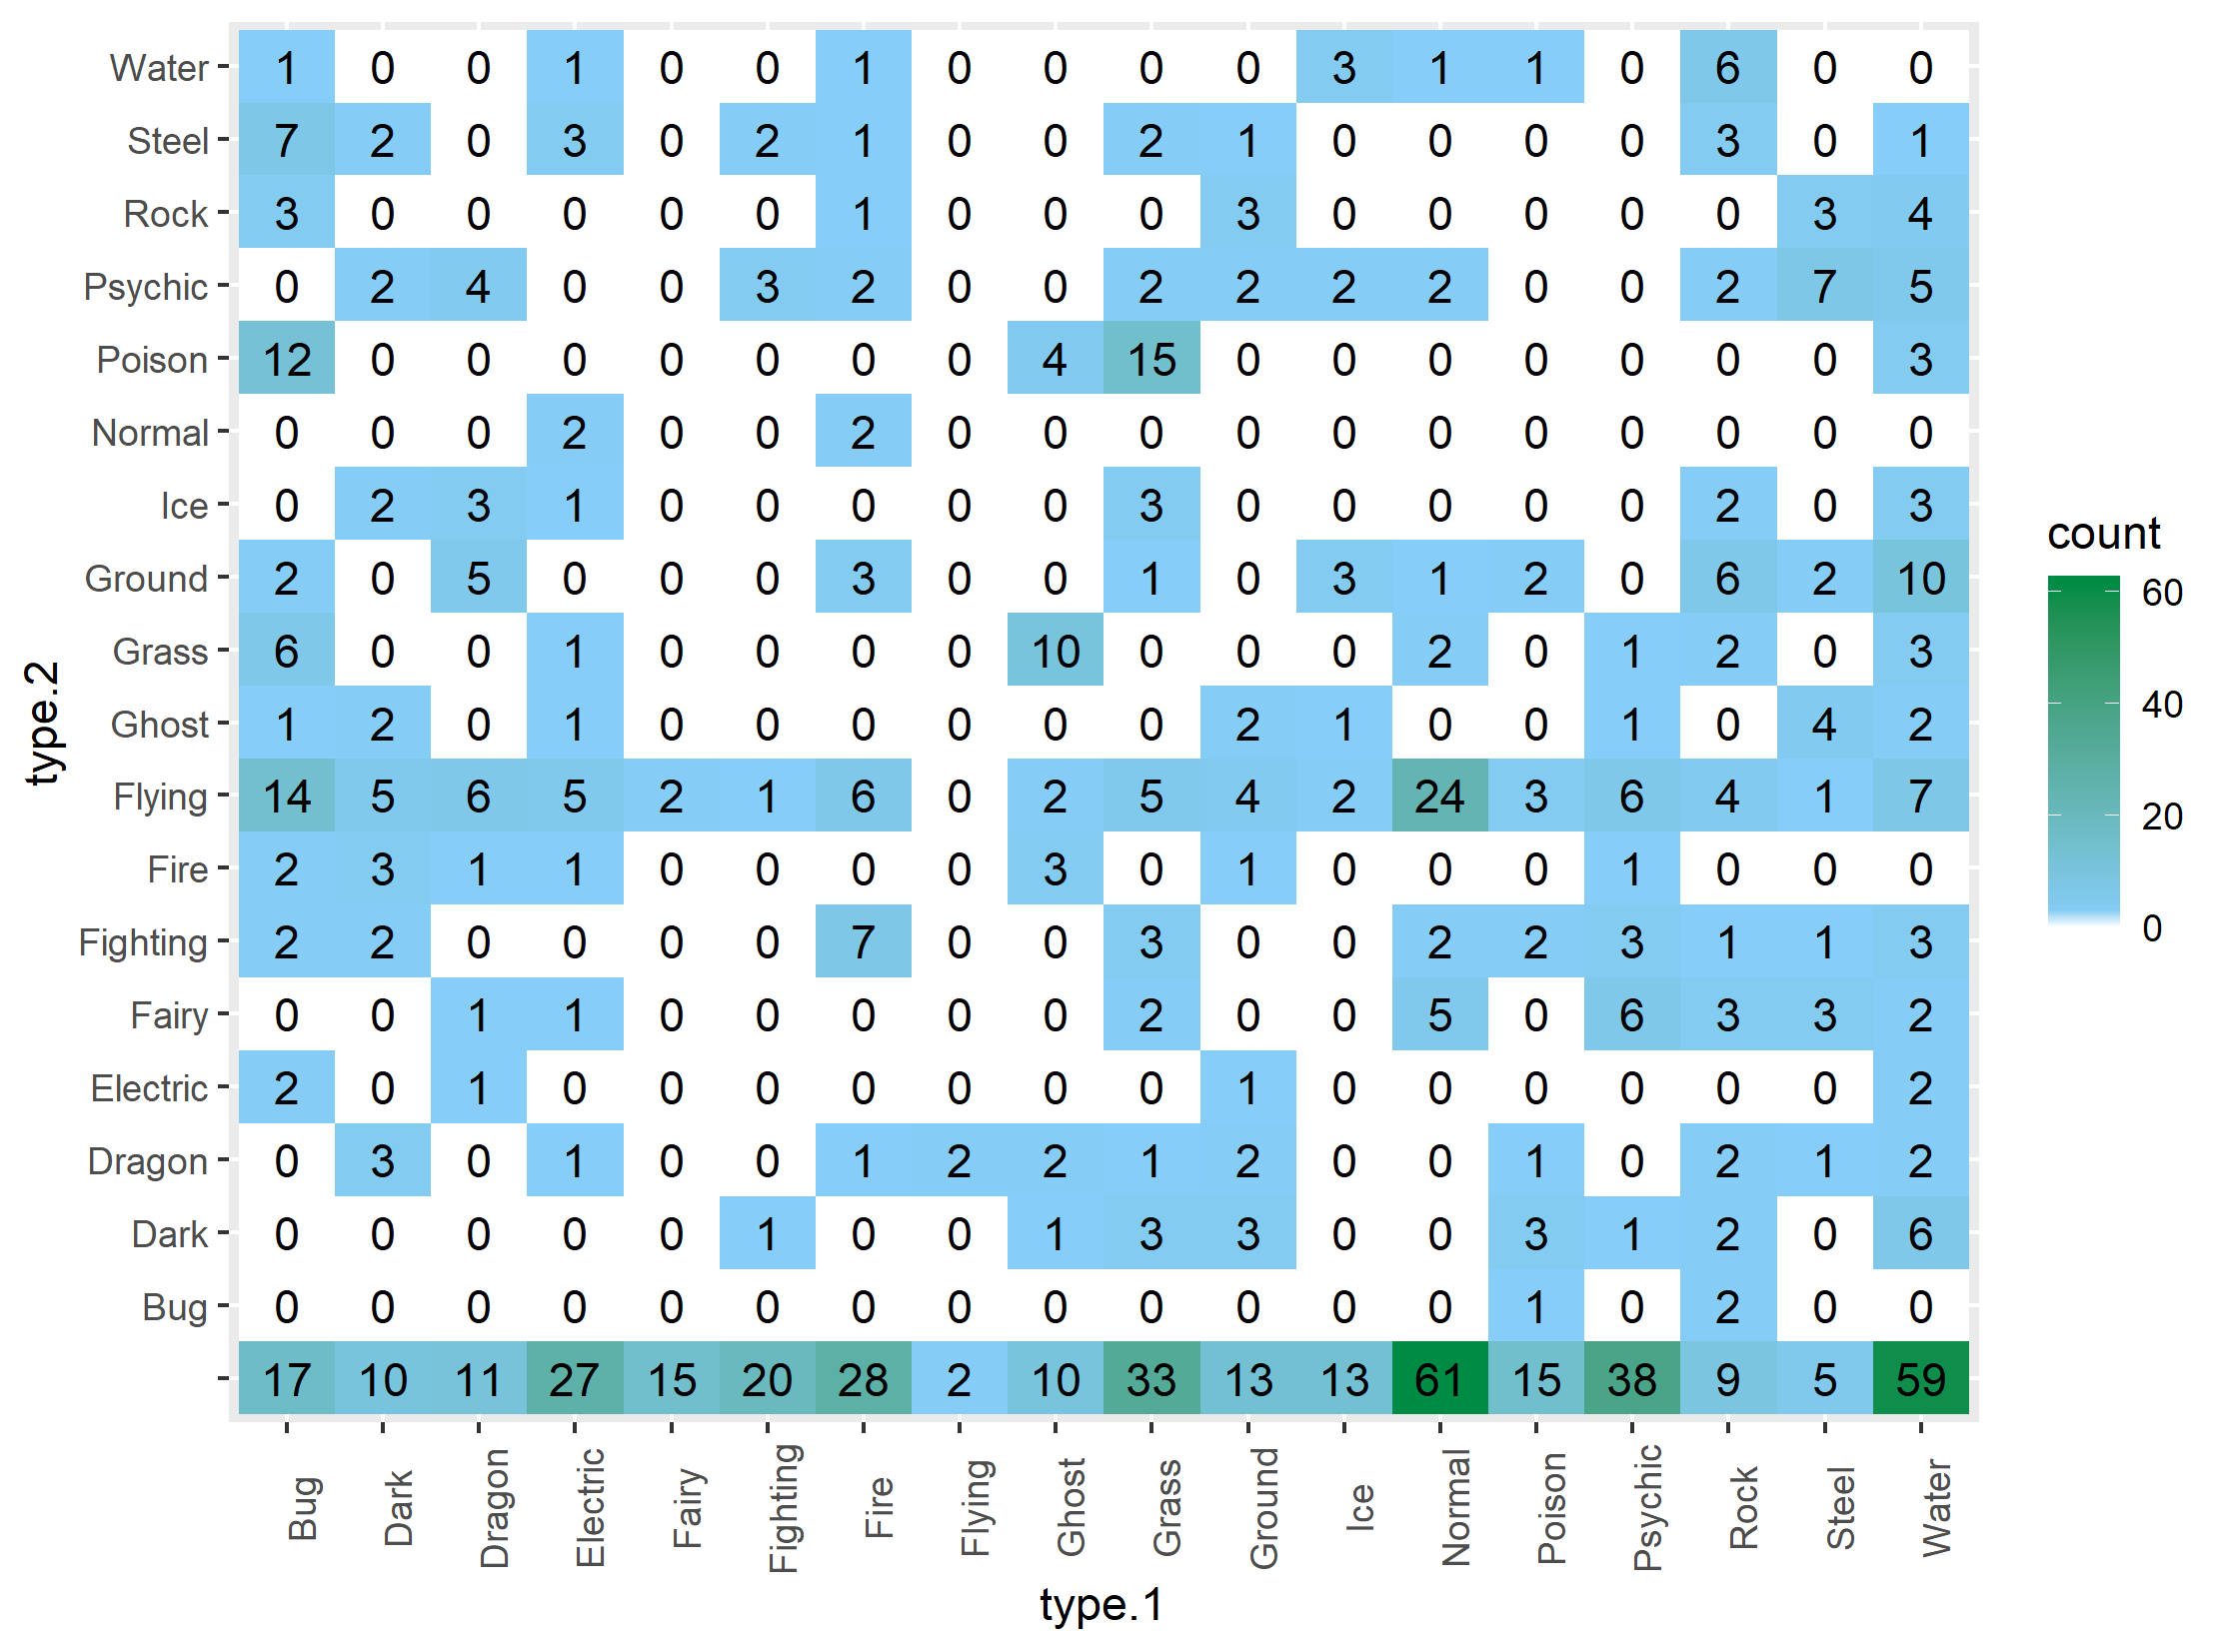 Water 1 0 0 1 0 0 1 0 0 0 0 3 1 1 0 6 0 0
Steel 7 2 0 3 0 2 1 0 0 2 1 0 0 0 0 3 0 1
Rock 3 0 0 0 0 0 1 0 0 0 3 0 0 0 0 0 3 4
Psychic 0 2 4 0 0 3 2 0 0 2 2 2 2 0 0 2 7 5
Poison 12 0 0 0 0 0 0 0 4 15 0 0 0 0 0 0 0 3
Normal 0 0 0 2 0 0 2 0 0 0 0 0 0 0 0 0 0 0
Ice 0 2 3 1 0 0 0 0 0 3 0 0 0 0 0 2 0 3
Ground 2 0 5 0 0 0 3 0 0 1 0 3 1 2 0 6 2 10
Grass 6 0 0 1 0 0 0 0 10 0 0 0 2 0 1 2 0 3
Ghost 1 2 0 1 0 0 0 0 0 0 2 1 0 0 1 0 4 2
Flying 14 5 6 5 2 1 6 0 2 5 4 2 24 3 6 4 1 7
Fire 2 3 1 1 0 0 0 0 3 0 1 0 0 0 1 0 0 0
Fighting 2 2 0 0 0 0 7 0 0 3 0 0 2 2 3 1 1 3
Fairy 0 0 1 1 0 0 0 0 0 2 0 0 5 0 6 3 3 2
Electric 2 0 1 0 0 0 0 0 0 0 1 0 0 0 0 0 0 2
Dragon 0 3 0 1 0 0 1 2 2 1 2 0 0 1 0 2 1 2
Dark 0 0 0 0 0 1 0 0 1 3 3 0 0 3 1 2 0 6
Bug 0 0 0 0 0 0 0 0 0 0 0 0 0 1 0 2 0 0
17 10 11 27 15 20 28 2 10 33 13 13 61 15 38 9 5 59
Bug Dark Dragon Electric Fairy Fighting Fire Flying Ghost Grass Ground Ice Normal Poison Psychic Rock Steel Water
type.1
type.2
count
60
40
20
0